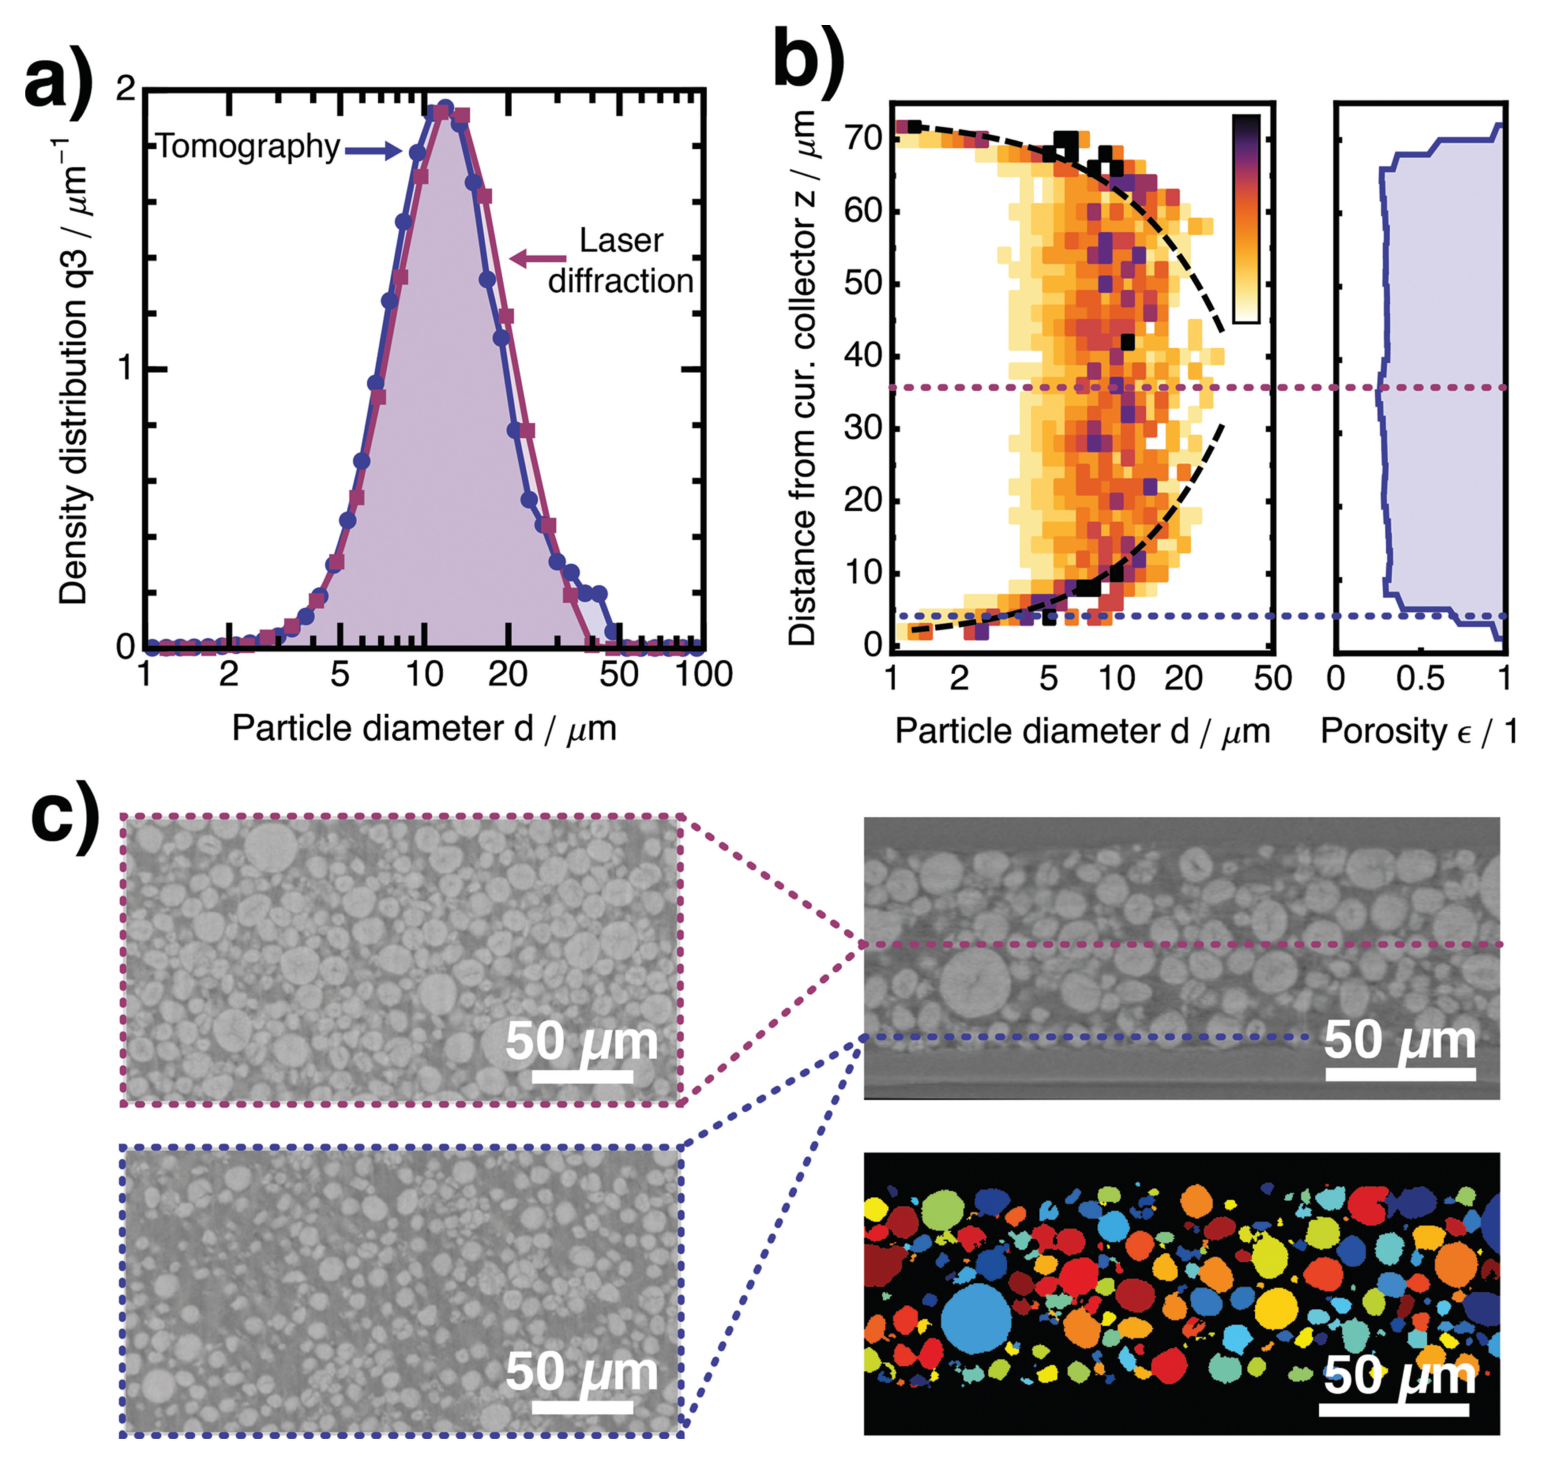 a)
2
1
0
Density distribution q3 / μm⁻¹
Tomography
Laser
diffraction
1 2 5 10 20 50 100
Particle diameter d / μm
b)
70
60
50
40
30
20
10
0
Distance from cur. collector z / μm
1 2 5 10 20 50
Particle diameter d / μm
0 0.5 1
Porosity ϵ / 1
c)
50 μm
50 μm
50 μm
50 μm